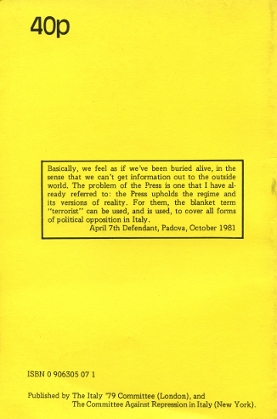 40p
Basically, we feel as if we've been buried alive, in the
sense that we can't get information out to the outside
world. The problem of the Press is one that I have al-
ready referred to: the Press upholds the regime and
its versions of reality. For them, the blanket term
"terrorist" can be used, and is used, to cover all forms
of political opposition in Italy.
April 7th Defendant, Padova, October 1981
ISBN 0 906305 07 1
Published by The Italy '79 Committee (London), and
The Committee Against Repression in Italy (New York).